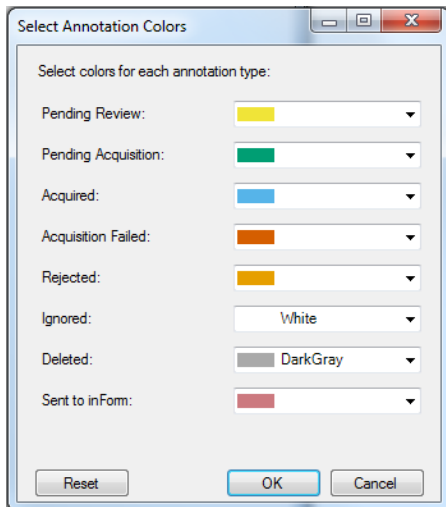 Select Annotation Colors
Select colors for each annotation type:
Pending Review:
Pending Acquisition:
Acquired:
Acquisition Failed:
Rejected:
Ignored: White
Deleted: DarkGray
Sent to inForm:
Reset OK Cancel